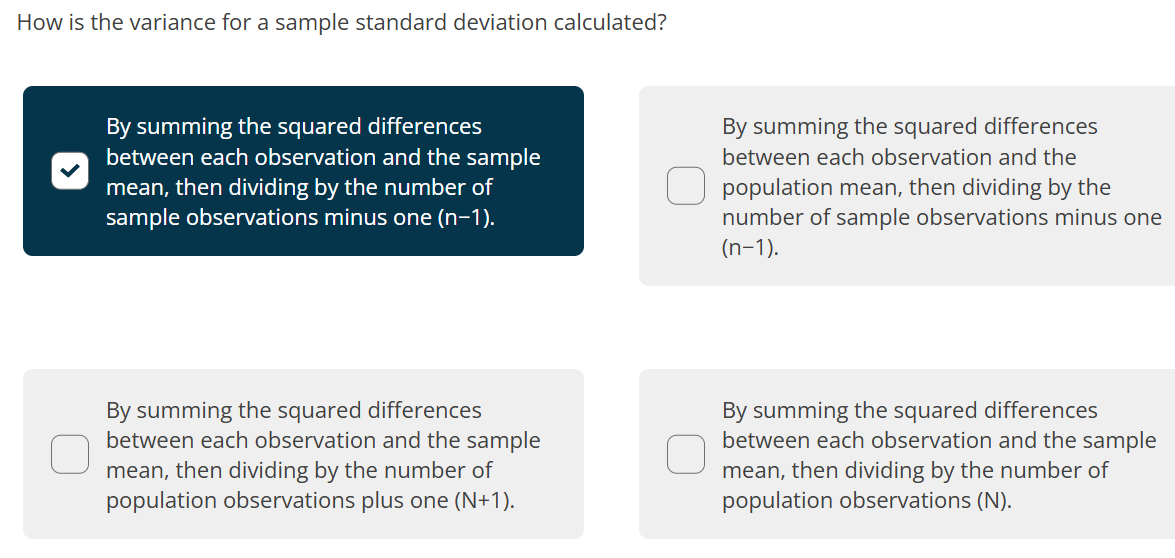 How is the variance for a sample standard deviation calculated?
By summing the squared differences
between each observation and the sample
mean, then dividing by the number of
sample observations minus one (n−1).
By summing the squared differences
between each observation and the
population mean, then dividing by the
number of sample observations minus one
(n−1).
By summing the squared differences
between each observation and the sample
mean, then dividing by the number of
population observations plus one (N+1).
By summing the squared differences
between each observation and the sample
mean, then dividing by the number of
population observations (N).